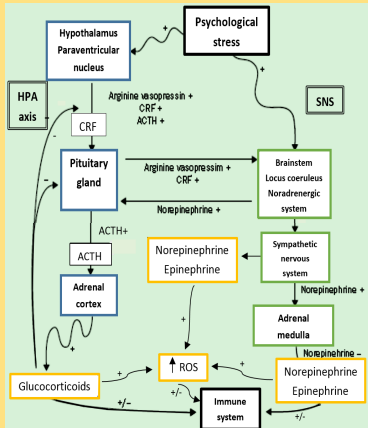 Psychological
stress
+
+
Hypothalamus
Paraventricular
nucleus
HPA
axis
SNS
Arginine vasopressin +
CRF +
ACTH +
-
-
CRF
Pituitary
gland
-
Arginine vasopressim +
CRF +
Norepinephrine +
Brainstem
Locus coeruleus
Noradrenergic
system
ACTH+
ACTH
Norepinephrine
Epinephrine
Sympathetic
nervous
system
Norepinephrine +
Adrenal
cortex
Adrenal
medulla
+
+
Norepinephrine –
Glucocorticoids
+
ROS
+
Norepinephrine
Epinephrine
+/-
+/-
Immune
system
+/-